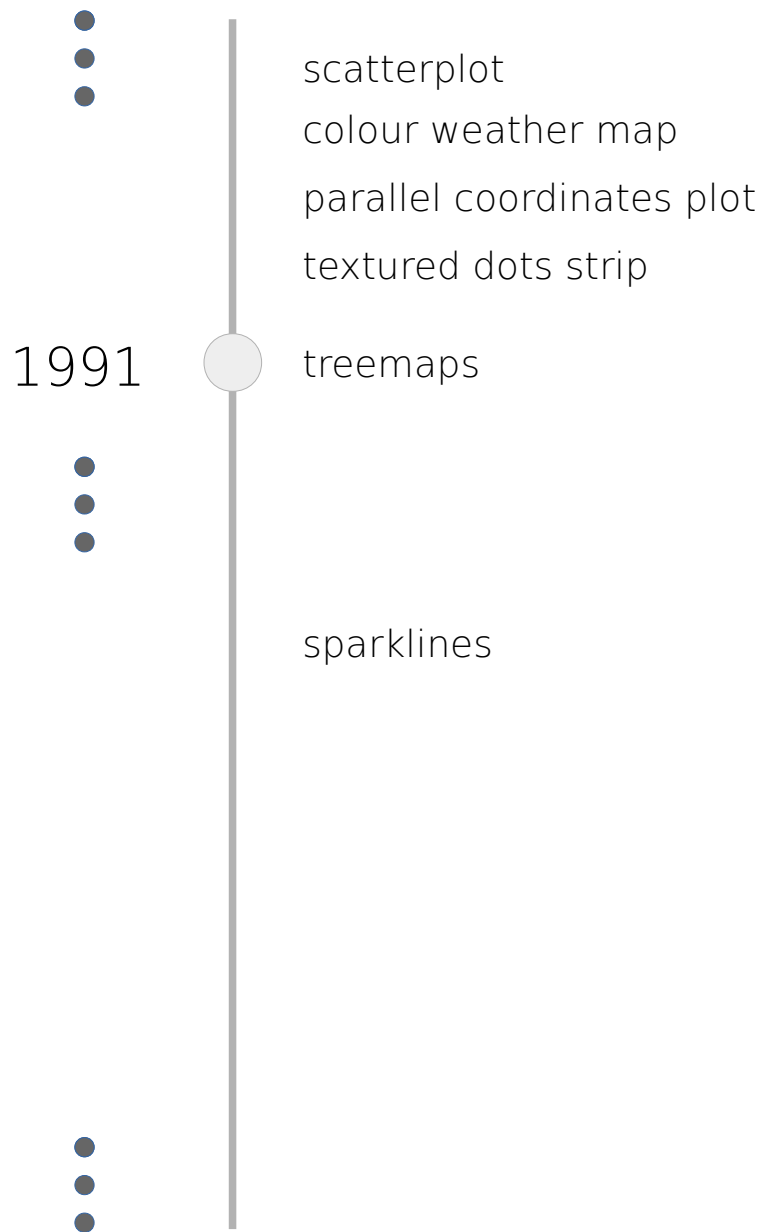 scatterplot
colour weather map
parallel coordinates plot
textured dots strip
1991 treemaps
sparklines